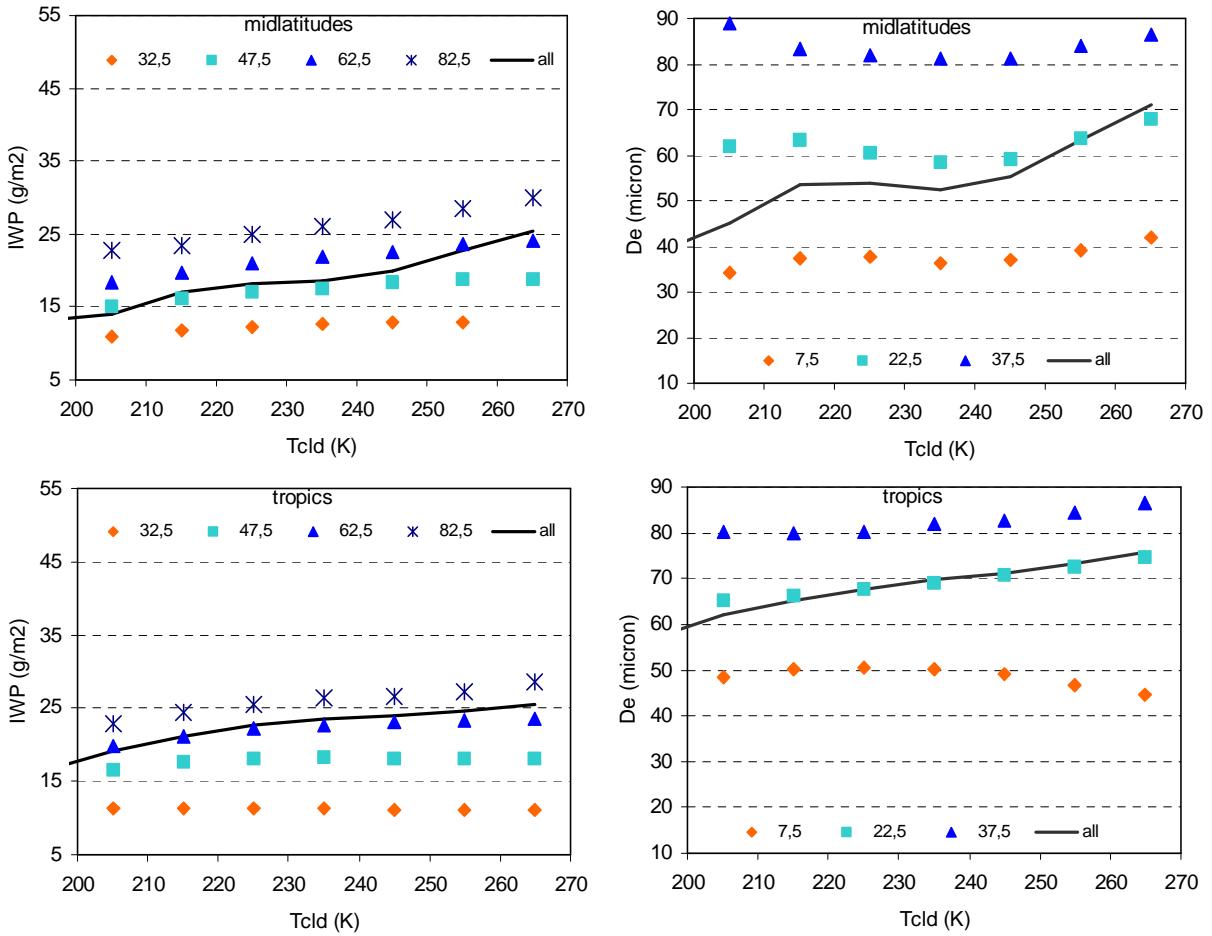 midlatitudes
32,5 47,5 62,5 82,5 all
55
45
35
25
15
5
IWP (g/m2)
200 210 220 230 240 250 260 270
Tcld (K)
midlatitudes
90
80
70
60
50
40
30
20
10
De (micron)
7,5 22,5 37,5 all
200 210 220 230 240 250 260 270
Tcld (K)
tropics
32,5 47,5 62,5 82,5 all
55
45
35
25
15
5
IWP (g/m2)
200 210 220 230 240 250 260 270
Tcld (K)
tropics
90
80
70
60
50
40
30
20
10
De (micron)
7,5 22,5 37,5 all
200 210 220 230 240 250 260 270
Tcld (K)